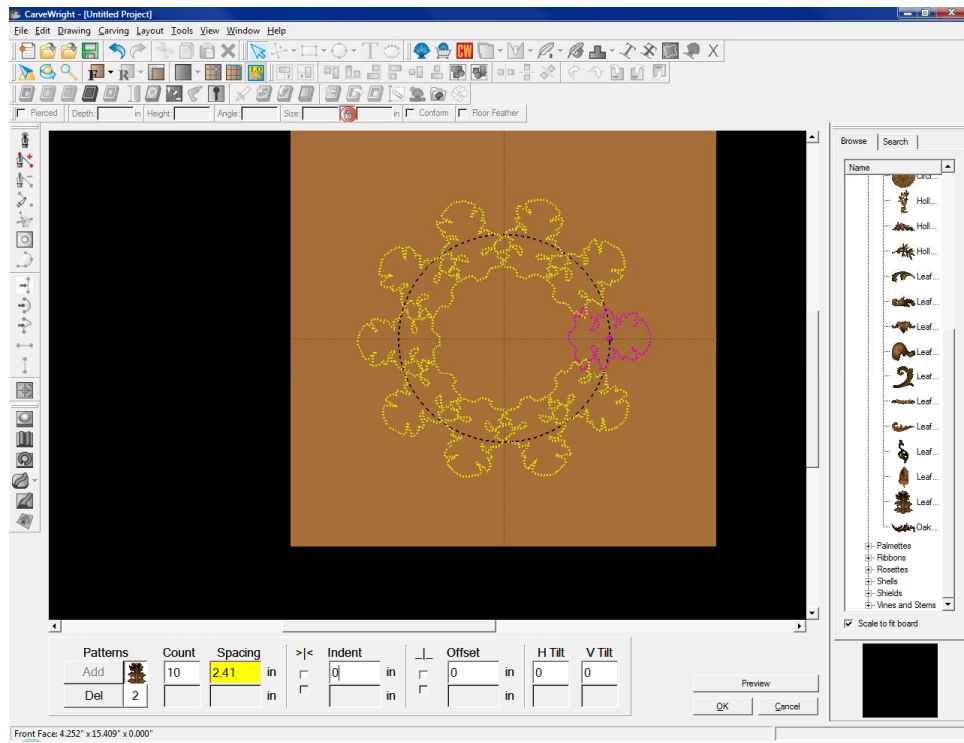 CarveWright - [Untitled Project]
File Edit Drawing Carving Layout Tools View Window Help
Pierced Depth: in Height: Angle: Size: in Conform Floor Feather
Browse Search
Name
Circl...
Holl...
Holl...
Holl...
Leaf...
Leaf...
Leaf...
Leaf...
Leaf...
Leaf...
Leaf...
Leaf...
Leaf...
Leaf...
Oak...
Palmettes
Ribbons
Rosettes
Shells
Shields
Vines and Stems
Scale to fit board
Patterns Count Spacing >|< Indent _|_ Offset H Tilt V Tilt
Add 10 2.41 in 0 in 0 in 0 0
Del 2 in in in
Preview
OK Cancel
Front Face: 4.252" x 15.409" x 0.000"